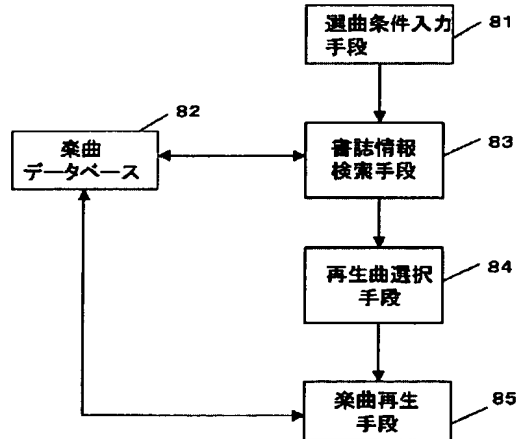 選曲条件入力
手段
81
82
楽曲
データベース
書誌情報
検索手段
83
再生曲選択
手段
84
楽曲再生
手段
85